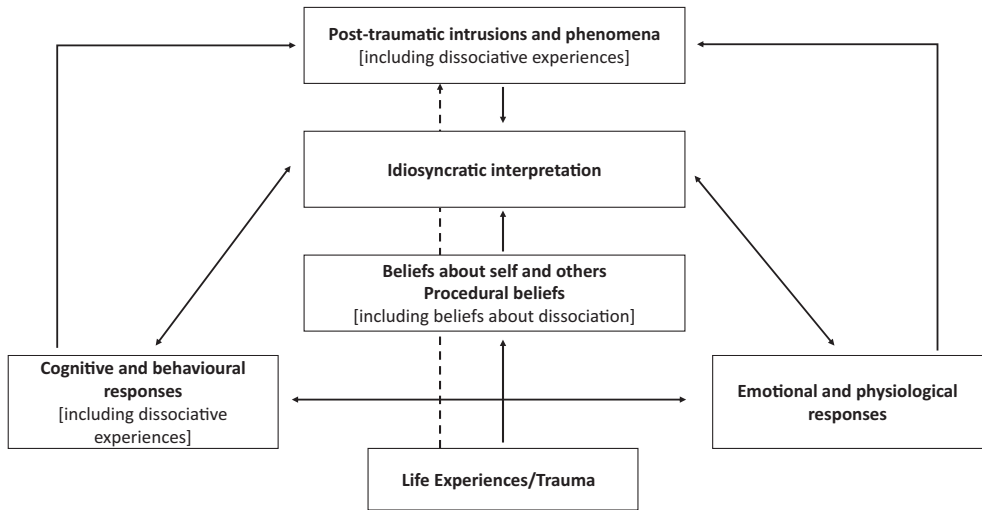 Post-traumatic intrusions and phenomena
[including dissociative experiences]
Idiosyncratic interpretation
Beliefs about self and others
Procedural beliefs
[including beliefs about dissociation]
Cognitive and behavioural
responses
[including dissociative
experiences]
Emotional and physiological
responses
Life Experiences/Trauma